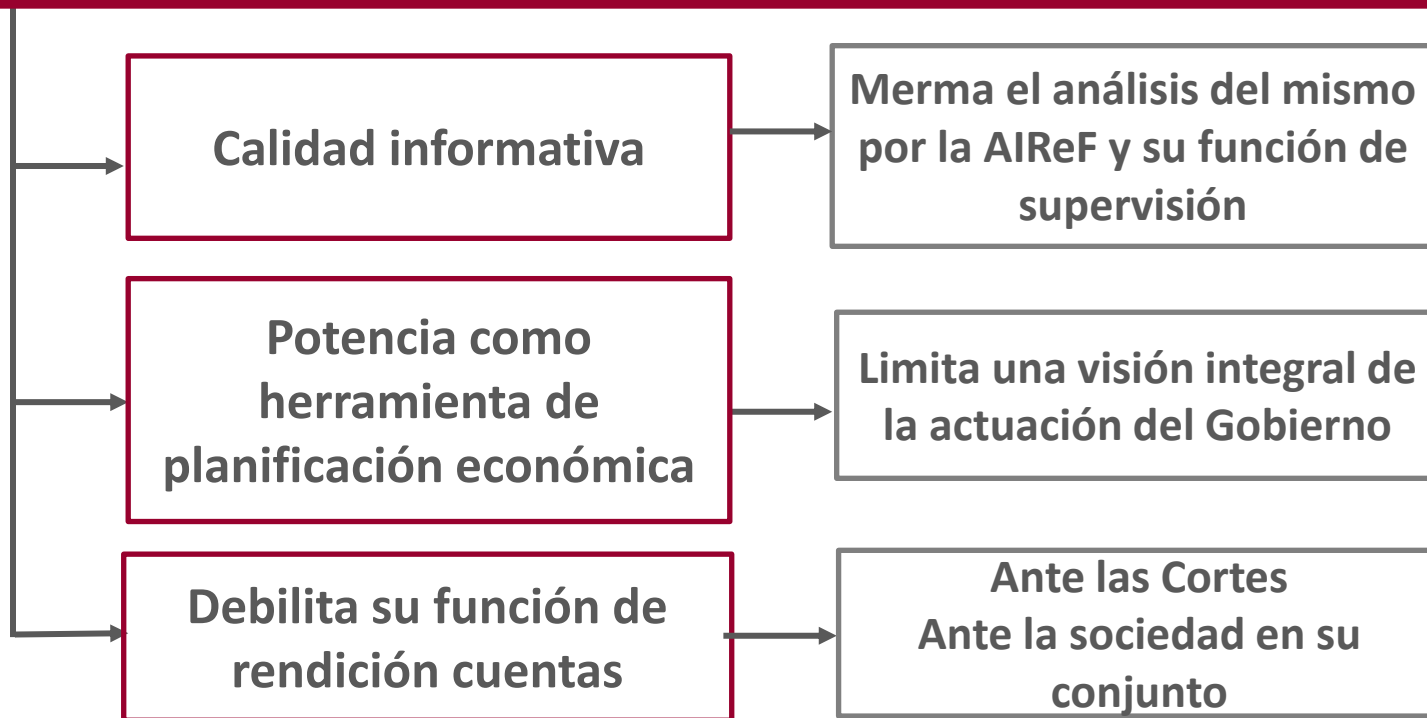 Calidad informativa
Merma el análisis del mismo
por la AIReF y su función de
supervisión
Potencia como
herramienta de
planificación económica
Limita una visión integral de
la actuación del Gobierno
Debilita su función de
rendición cuentas
Ante las Cortes
Ante la sociedad en su
conjunto